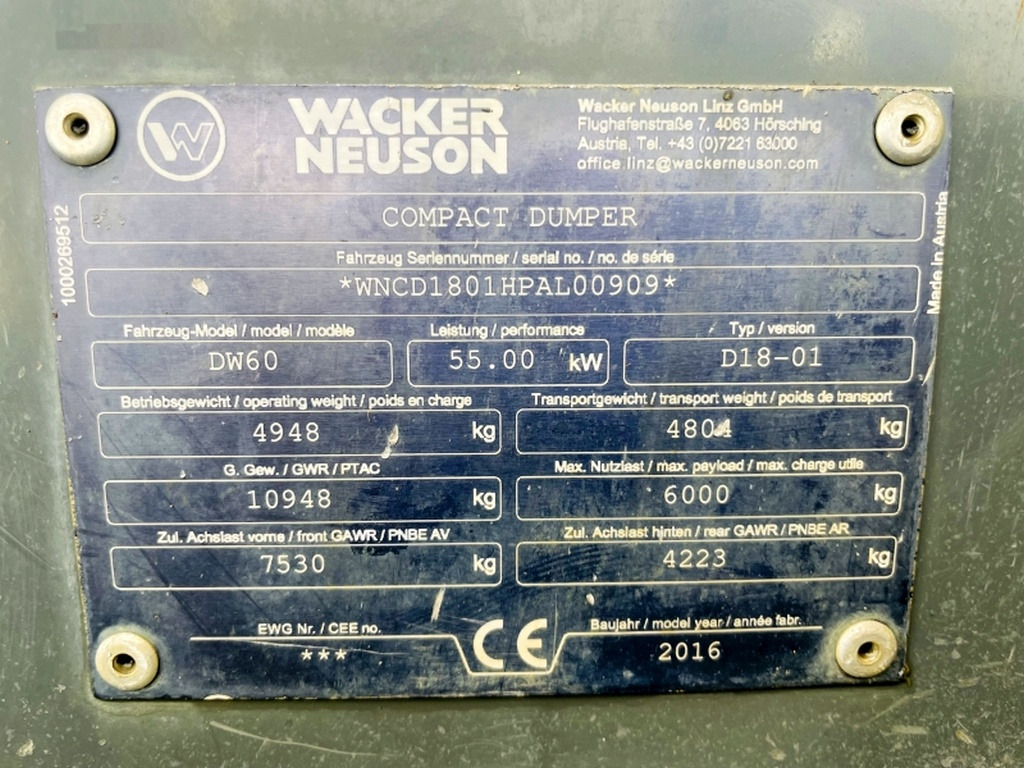 WACKER
NEUSON
Wacker Neuson Linz GmbH
Flughafenstraße 7, 4063 Hörsching
Austria, Tel. +43 (0)7221 63000
office.linz@wackerneuson.com
1000269512
Made in Austria
COMPACT DUMPER
Fahrzeug Seriennummer / serial no. / no. de série
*WNCD1801HPAL00909*
Fahrzeug-Model / model / modèle
DW60
Leistung / performance
55.00 kW
Typ / version
D18-01
Betriebsgewicht / operating weight / poids en charge
4948 kg
Transportgewicht / transport weight / poids de transport
4804 kg
G. Gew. / GWR / PTAC
10948 kg
Max. Nutzlast / max. payload / max. charge utile
6000 kg
Zul. Achslast vorne / front GAWR / PNBE AV
7530 kg
Zul. Achslast hinten / rear GAWR / PNBE AR
4223 kg
EWG Nr. / CEE no.
***
CE
Baujahr / model year / année fabr.
2016